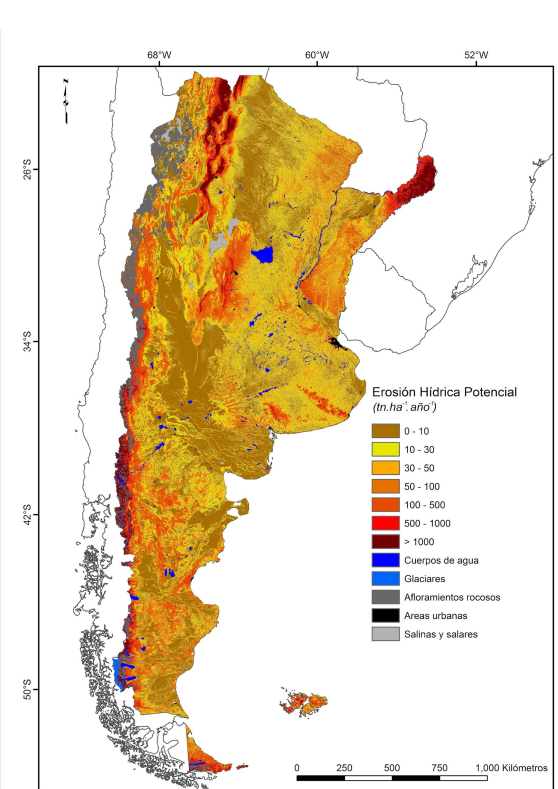 68°W 60°W 52°W
26°S
34°S
Erosión Hídrica Potencial
(tn.ha⁻¹.año⁻¹)
0 - 10
10 - 30
30 - 50
50 - 100
100 - 500
500 - 1000
> 1000
42°S
Cuerpos de agua
Glaciares
Afloramientos rocosos
Areas urbanas
Salinas y salares
50°S
0 250 500 750 1,000 Kilómetros